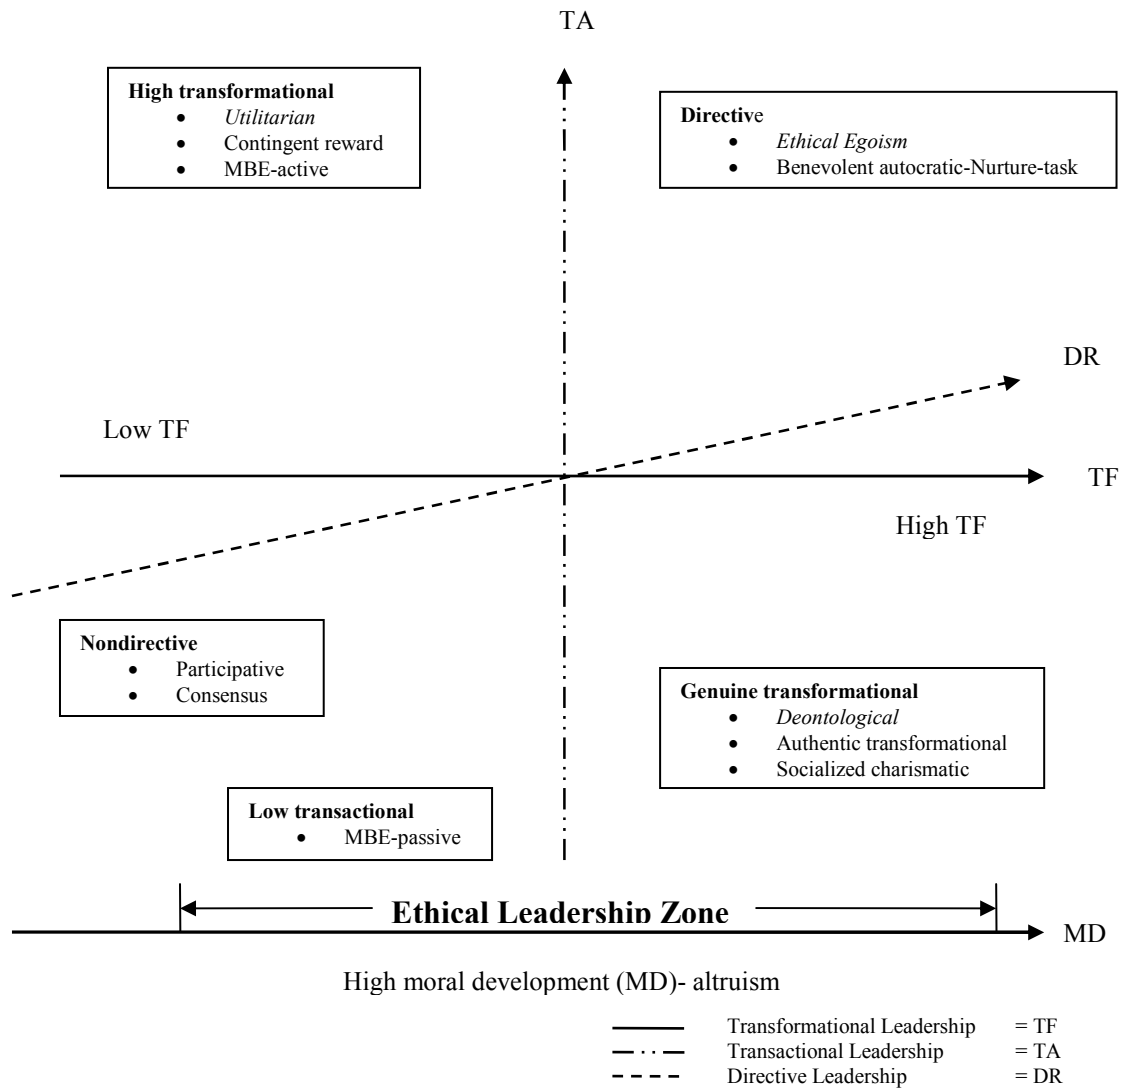 TA
High transformational
• Utilitarian
• Contingent reward
• MBE-active
Directive
• Ethical Egoism
• Benevolent autocratic-Nurture-task
DR
Low TF
TF
High TF
Nondirective
• Participative
• Consensus
Genuine transformational
• Deontological
• Authentic transformational
• Socialized charismatic
Low transactional
• MBE-passive
Ethical Leadership Zone
MD
High moral development (MD)- altruism
Transformational Leadership = TF
Transactional Leadership = TA
Directive Leadership = DR